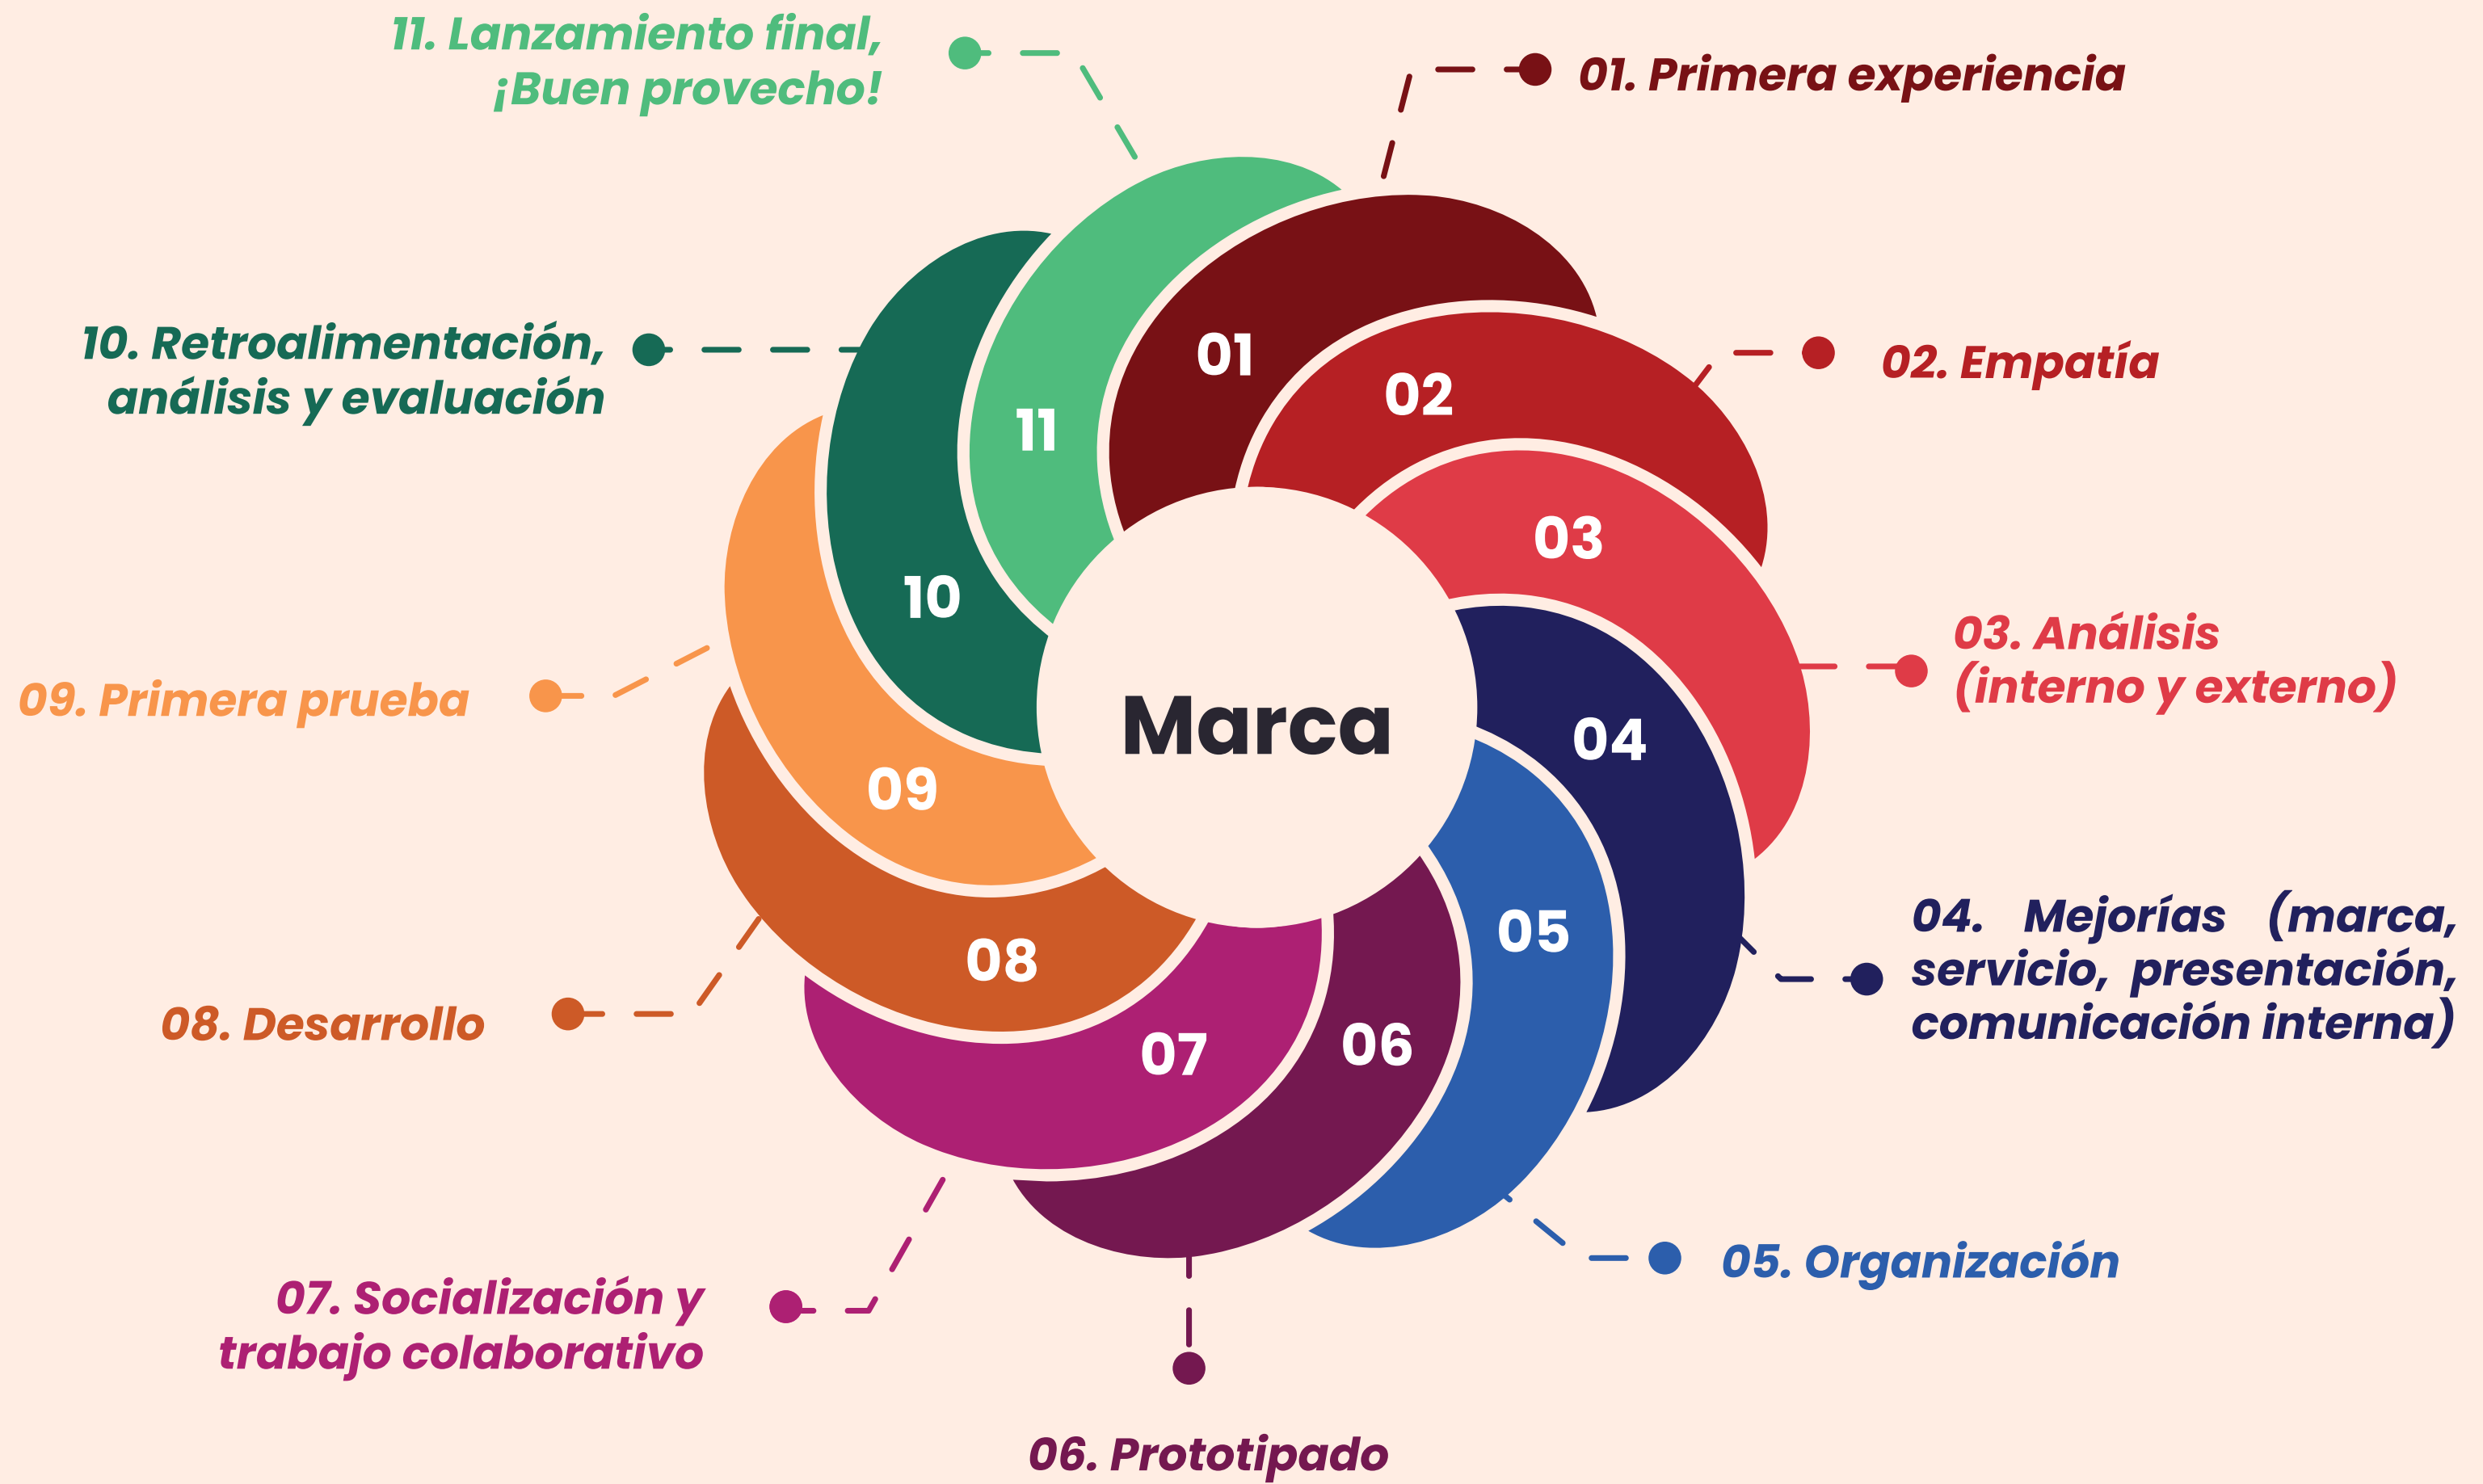 11. Lanzamiento final,
¡Buen provecho!
01. Primera experiencia
10. Retroalimentación,
análisis y evaluación
02. Empatía
03. Análisis
(interno y externo)
09. Primera prueba
04. Mejorías (marca,
servicio, presentación,
comunicación interna)
08. Desarrollo
05. Organización
07. Socialización y
trabajo colaborativo
06. Prototipado
Marca
01
02
03
04
05
06
07
08
09
10
11